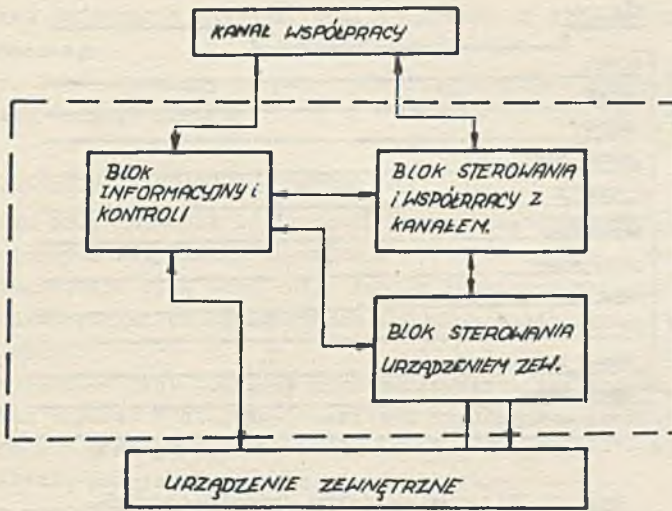 KANAŁ WSPÓŁPRACY
BLOK
INFORMACYJNY i
KONTROLI
BLOK STEROWANIA
i WSPÓŁPRACY Z
KANAŁEM.
BLOK STEROWANIA
URZĄDZENIEM ZEW.
URZĄDZENIE ZEWNĘTRZNE